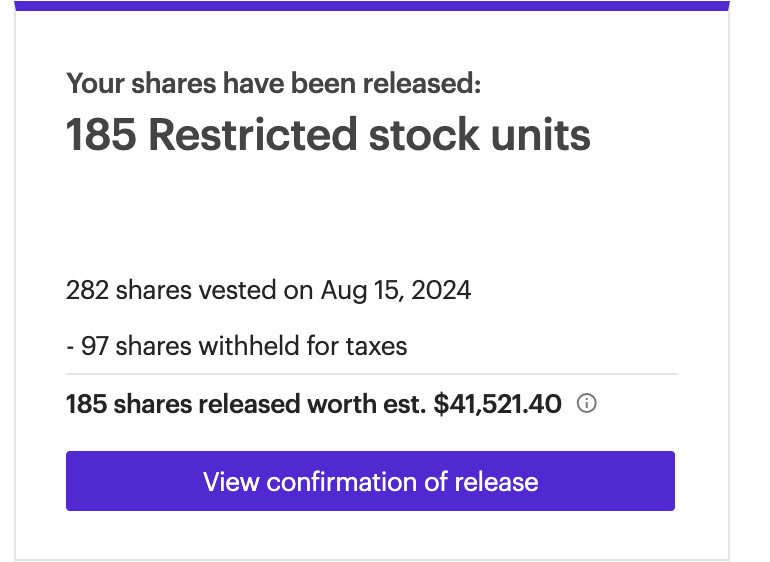 Your shares have been released:
185 Restricted stock units
282 shares vested on Aug 15, 2024
- 97 shares withheld for taxes
185 shares released worth est. $41,521.40
View confirmation of release